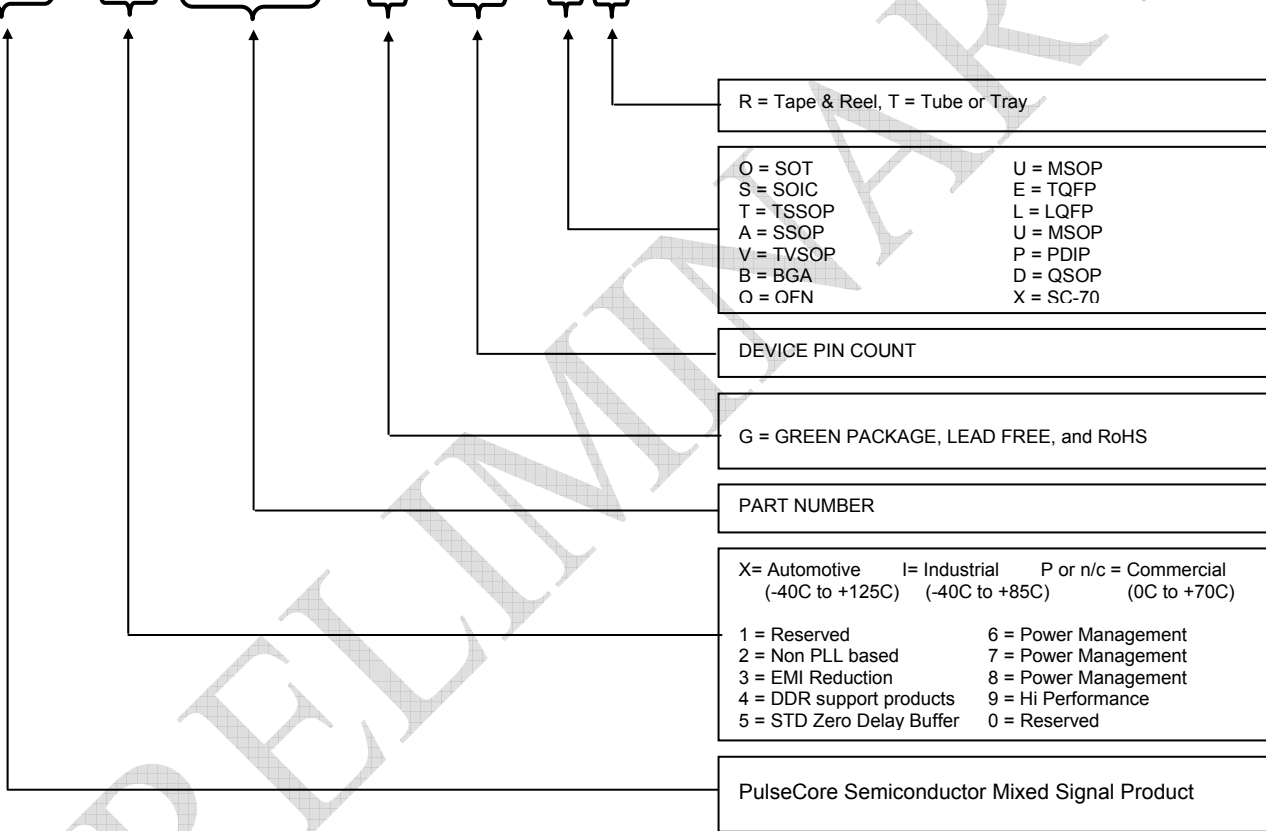 R = Tape & Reel, T = Tube or Tray
O = SOT U = MSOP
S = SOIC E = TQFP
T = TSSOP L = LQFP
A = SSOP U = MSOP
V = TVSOP P = PDIP
B = BGA D = QSOP
Q = QFN X = SC-70
DEVICE PIN COUNT
G = GREEN PACKAGE, LEAD FREE, and RoHS
PART NUMBER
X= Automotive I= Industrial P or n/c = Commercial
(-40C to +125C) (-40C to +85C) (0C to +70C)
1 = Reserved 6 = Power Management
2 = Non PLL based 7 = Power Management
3 = EMI Reduction 8 = Power Management
4 = DDR support products 9 = Hi Performance
5 = STD Zero Delay Buffer 0 = Reserved
PulseCore Semiconductor Mixed Signal Product
PELIMINAR